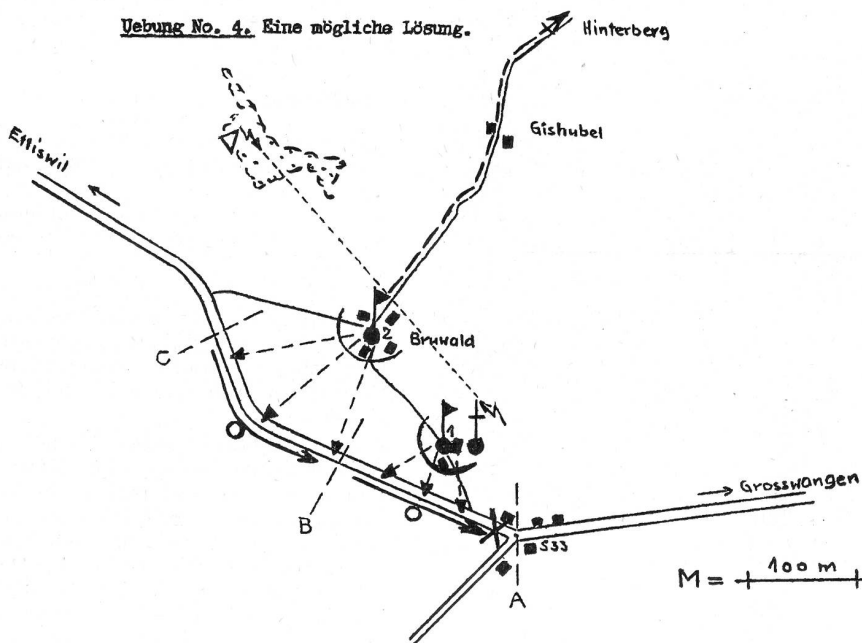 Uebung No. 4. Eine mögliche Lösung.
Hinterberg
Gishubel
Ettiswil
C
2
Bruwald
1
B
Grosswangen
533
A
M = 100 m